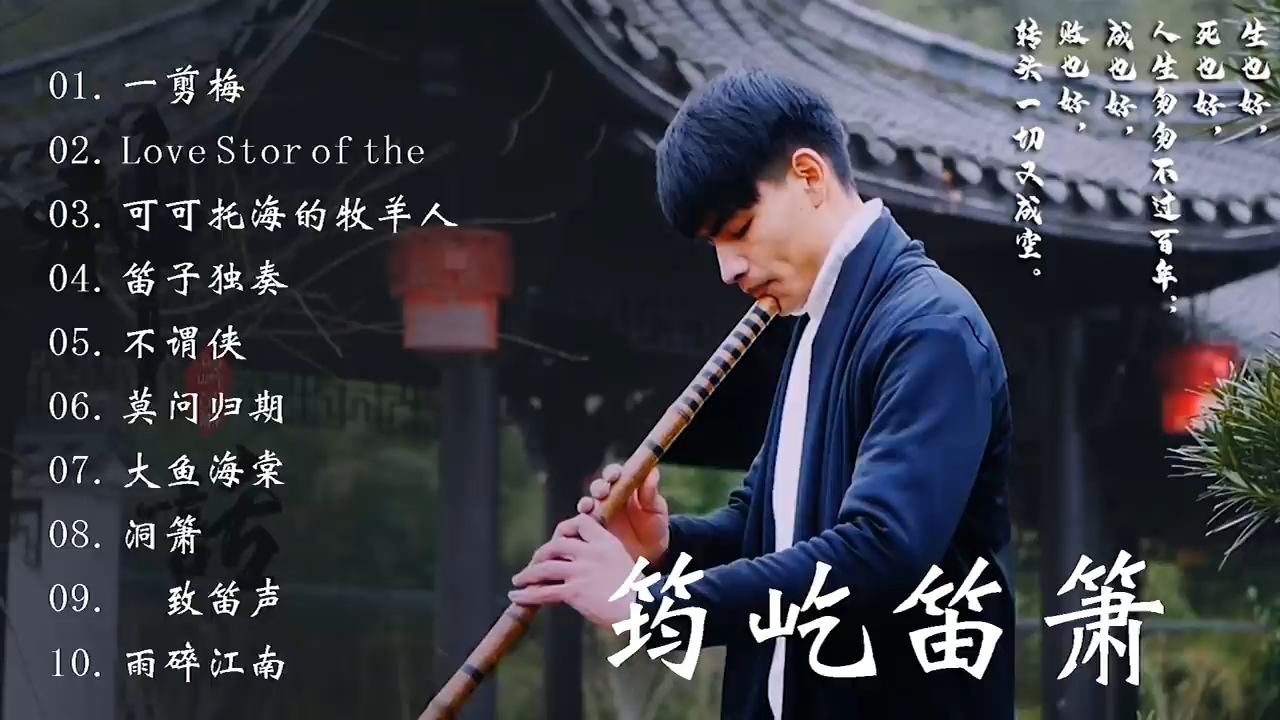 01. 一剪梅
02. Love Stor of the
03. 可可托海的牧羊人
04. 笛子独奏
05. 不谓侠
06. 莫问归期
07. 大鱼海棠
08. 洞箫
09. 致笛声
10. 雨碎江南
生也好，
死也好，
人生匆匆不过百年；
成也好，
败也好，
转头一切又成空。
筠屹笛箫